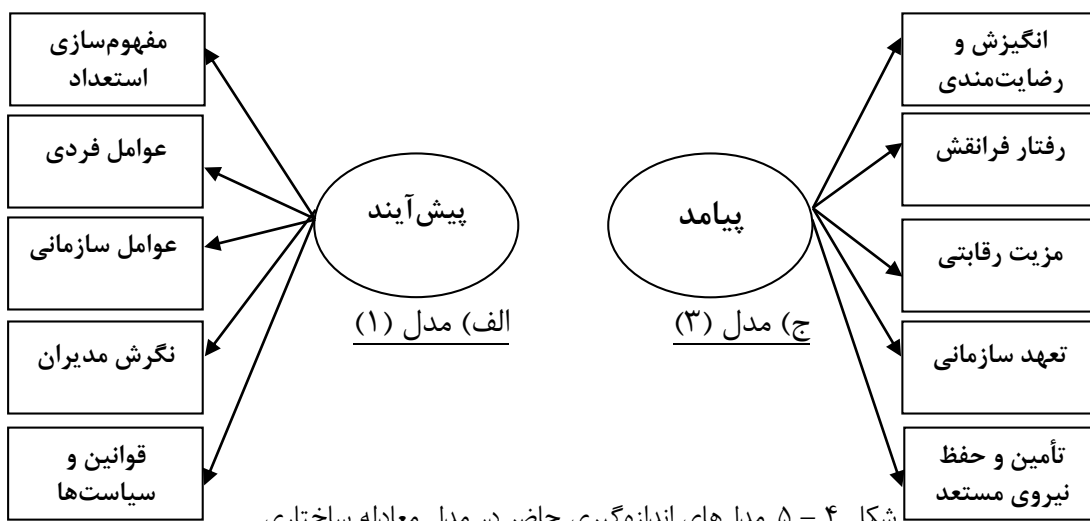 انگیزش و
رضایت‌مندی
رفتار فرانقش
مزیت رقابتی
تعهد سازمانی
تأمین و حفظ
نیروی مستعد
پیامد
ج) مدل (۳)
پیش‌آیند
الف) مدل (۱)
مفهوم‌سازی
استعداد
عوامل فردی
عوامل سازمانی
نگرش مدیران
قوانین و
سیاست‌ها
شکل ۴ – ۵ مدل‌های اندازه‌گیری حاضر در مدل معادله ساختاری